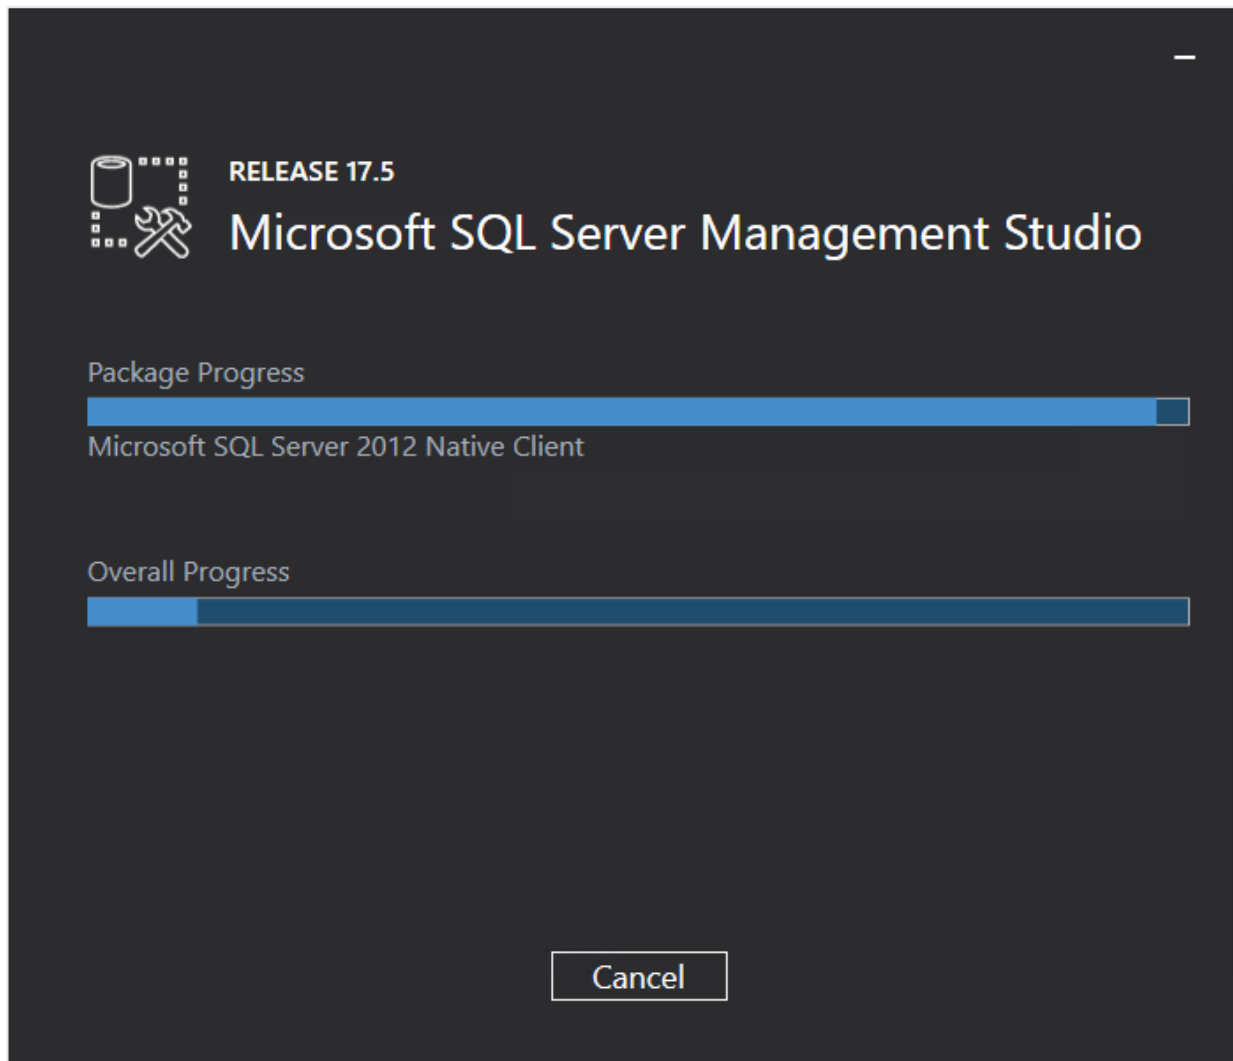 RELEASE 17.5
Microsoft SQL Server Management Studio
Package Progress
Microsoft SQL Server 2012 Native Client
Overall Progress
Cancel